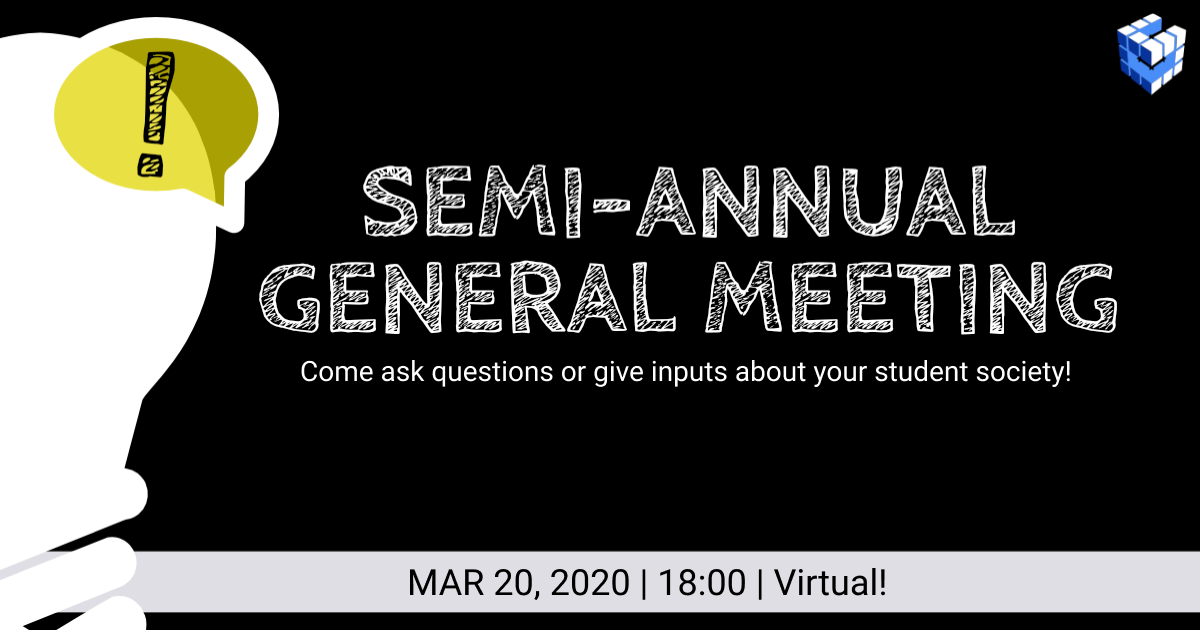 !
SEMI-ANNUAL
GENERAL MEETING
Come ask questions or give inputs about your student society!
MAR 20, 2020 | 18:00 | Virtual!